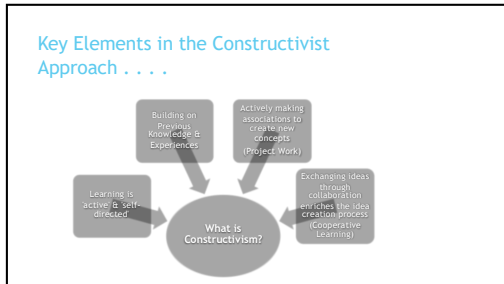 Key Elements in the Constructivist
Approach . . . .
Learning is
'active' & 'self-
directed'
Building on
Previous
Knowledge &
Experiences
Actively making
associations to
create new
concepts
(Project Work)
Exchanging ideas
through
collaboration
enriches the idea
creation process
(Cooperative
Learning)
What is
Constructivism?